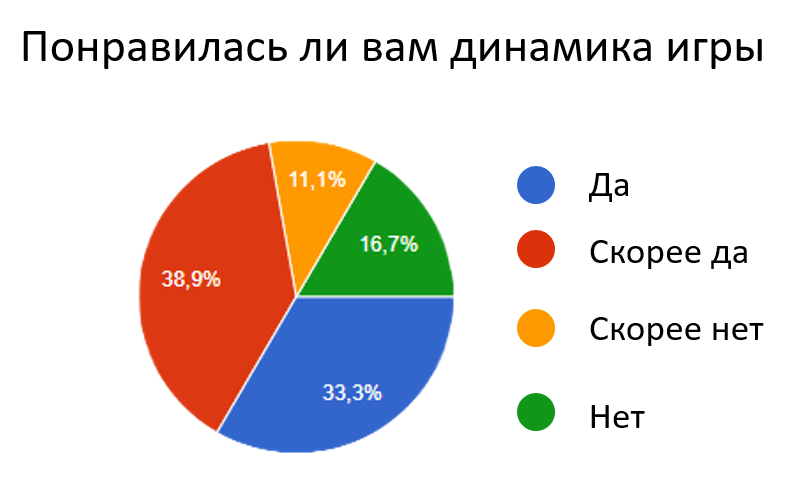 Понравилась ли вам динамика игры
11,1%
16,7%
38,9%
33,3%
Да
Скорее да
Скорее нет
Нет